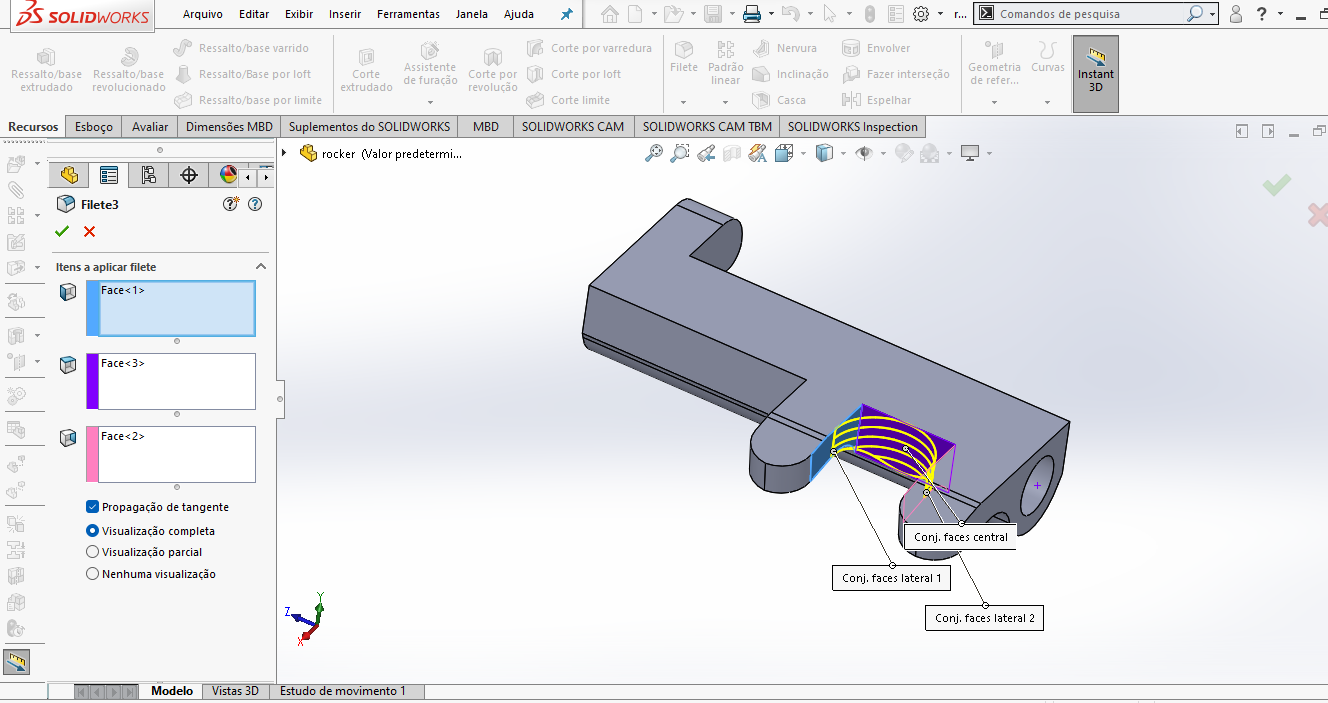 SOLIDWORKS
Arquivo Editar Exibir Inserir Ferramentas Janela Ajuda
r...
Comandos de pesquisa
?
Ressalto/base extrudado
Ressalto/base revolucionado
Ressalto/base varrido
Ressalto/Base por loft
Ressalto/base por limite
Corte extrudado
Assistente de furação
Corte por revolução
Corte por varredura
Corte por loft
Corte limite
Filete
Padrão linear
Nervura
Inclinação
Casca
Envolver
Fazer interseção
Espelhar
Geometria de refer...
Curvas
Instant 3D
Recursos Esboço Avaliar Dimensões MBD Suplementos do SOLIDWORKS MBD SOLIDWORKS CAM SOLIDWORKS CAM TBM SOLIDWORKS Inspection
rocker (Valor predetermi...
Filete3
Itens a aplicar filete
Face<1>
Face<3>
Face<2>
Propagação de tangente
Visualização completa
Visualização parcial
Nenhuma visualização
Conj. faces central
Conj. faces lateral 1
Conj. faces lateral 2
Y
Z
X
Modelo Vistas 3D Estudo de movimento 1